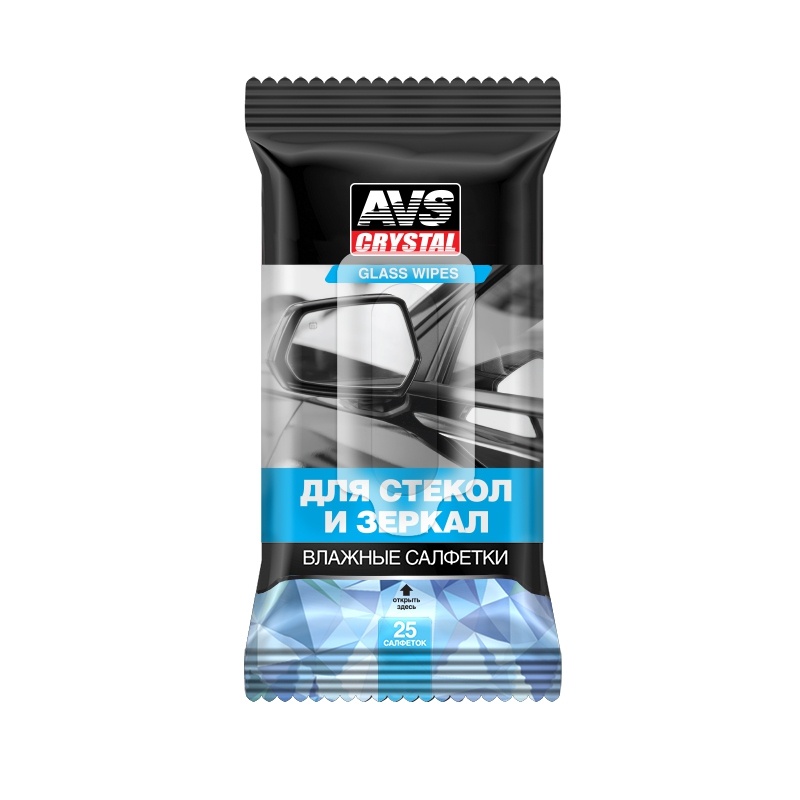 AVS
CRYSTAL
GLASS WIPES
ДЛЯ СТЕКОЛ
И ЗЕРКАЛ
ВЛАЖНЫЕ САЛФЕТКИ
открыть
здесь
25
САЛФЕТОК